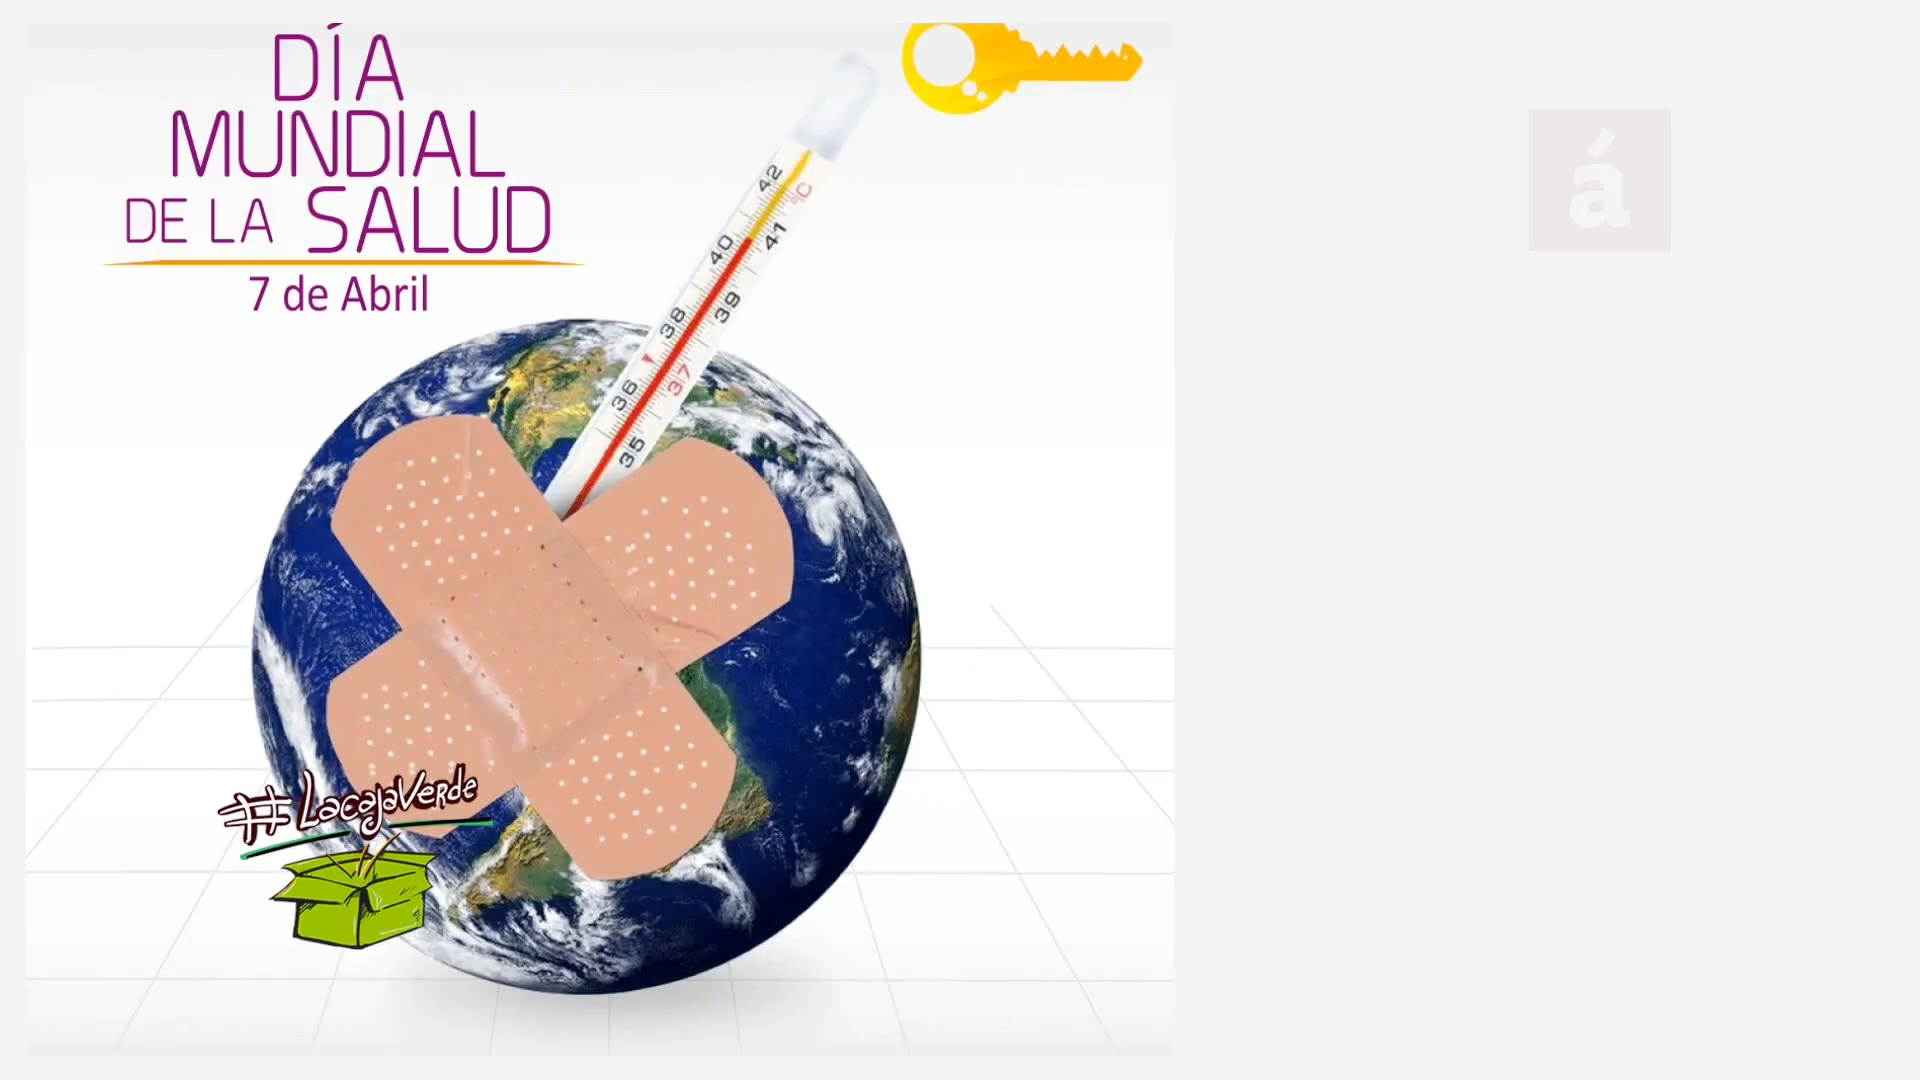 DÍA
MUNDIAL
DE LA SALUD
7 de Abril
42
°C
41
40
39
38
37
36
35
#LacajaVerde
á